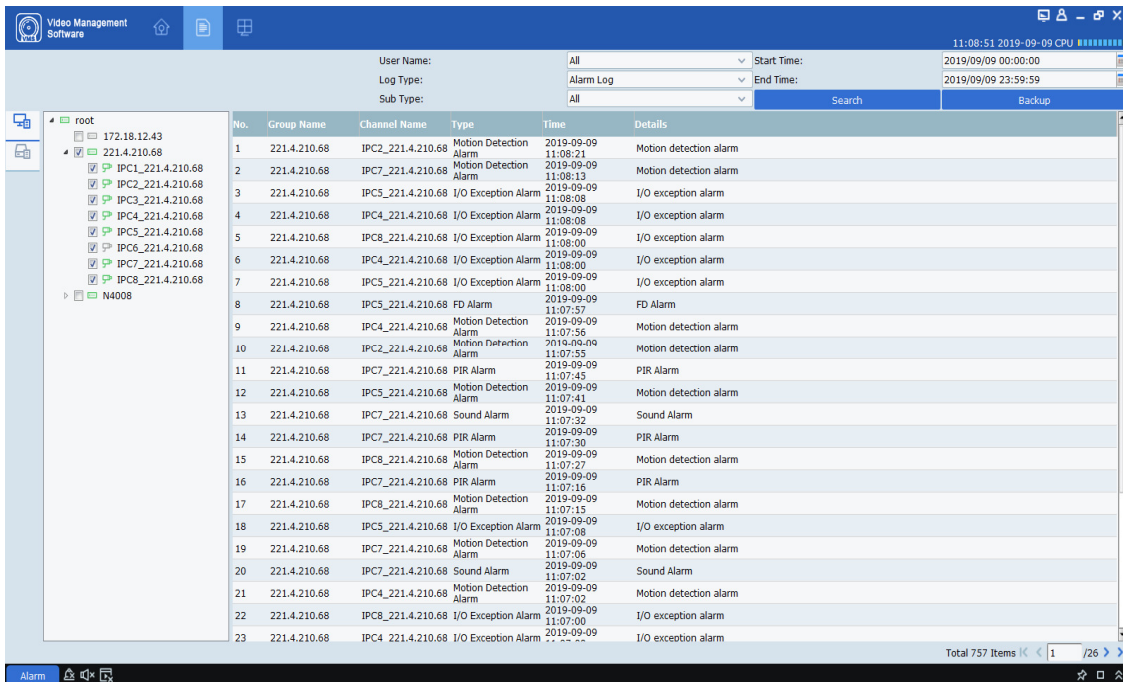 Video Management
Software
11:08:51 2019-09-09 CPU
User Name: All Start Time: 2019/09/09 00:00:00
Log Type: Alarm Log End Time: 2019/09/09 23:59:59
Sub Type: All Search Backup
root
172.18.12.43
221.4.210.68
IPC1_221.4.210.68
IPC2_221.4.210.68
IPC3_221.4.210.68
IPC4_221.4.210.68
IPC5_221.4.210.68
IPC6_221.4.210.68
IPC7_221.4.210.68
IPC8_221.4.210.68
N4008
No. Group Name Channel Name Type Time Details
1 221.4.210.68 IPC2_221.4.210.68 Motion Detection Alarm 2019-09-09 11:08:21 Motion detection alarm
2 221.4.210.68 IPC7_221.4.210.68 Motion Detection Alarm 2019-09-09 11:08:13 Motion detection alarm
3 221.4.210.68 IPC5_221.4.210.68 I/O Exception Alarm 2019-09-09 11:08:08 I/O exception alarm
4 221.4.210.68 IPC4_221.4.210.68 I/O Exception Alarm 2019-09-09 11:08:08 I/O exception alarm
5 221.4.210.68 IPC8_221.4.210.68 I/O Exception Alarm 2019-09-09 11:08:00 I/O exception alarm
6 221.4.210.68 IPC4_221.4.210.68 I/O Exception Alarm 2019-09-09 11:08:00 I/O exception alarm
7 221.4.210.68 IPC5_221.4.210.68 I/O Exception Alarm 2019-09-09 11:08:00 I/O exception alarm
8 221.4.210.68 IPC5_221.4.210.68 FD Alarm 2019-09-09 11:07:57 FD Alarm
9 221.4.210.68 IPC4_221.4.210.68 Motion Detection Alarm 2019-09-09 11:07:56 Motion detection alarm
10 221.4.210.68 IPC2_221.4.210.68 Motion Detection Alarm 2019-09-09 11:07:55 Motion detection alarm
11 221.4.210.68 IPC7_221.4.210.68 PIR Alarm 2019-09-09 11:07:45 PIR Alarm
12 221.4.210.68 IPC5_221.4.210.68 Motion Detection Alarm 2019-09-09 11:07:41 Motion detection alarm
13 221.4.210.68 IPC7_221.4.210.68 Sound Alarm 2019-09-09 11:07:32 Sound Alarm
14 221.4.210.68 IPC7_221.4.210.68 PIR Alarm 2019-09-09 11:07:30 PIR Alarm
15 221.4.210.68 IPC8_221.4.210.68 Motion Detection Alarm 2019-09-09 11:07:27 Motion detection alarm
16 221.4.210.68 IPC7_221.4.210.68 PIR Alarm 2019-09-09 11:07:16 PIR Alarm
17 221.4.210.68 IPC8_221.4.210.68 Motion Detection Alarm 2019-09-09 11:07:15 Motion detection alarm
18 221.4.210.68 IPC5_221.4.210.68 I/O Exception Alarm 2019-09-09 11:07:08 I/O exception alarm
19 221.4.210.68 IPC7_221.4.210.68 Motion Detection Alarm 2019-09-09 11:07:06 Motion detection alarm
20 221.4.210.68 IPC7_221.4.210.68 Sound Alarm 2019-09-09 11:07:02 Sound Alarm
21 221.4.210.68 IPC4_221.4.210.68 Motion Detection Alarm 2019-09-09 11:07:02 Motion detection alarm
22 221.4.210.68 IPC8_221.4.210.68 I/O Exception Alarm 2019-09-09 11:07:00 I/O exception alarm
23 221.4.210.68 IPC4_221.4.210.68 I/O Exception Alarm 2019-09-09 I/O exception alarm
Total 757 Items 1 /26
Alarm